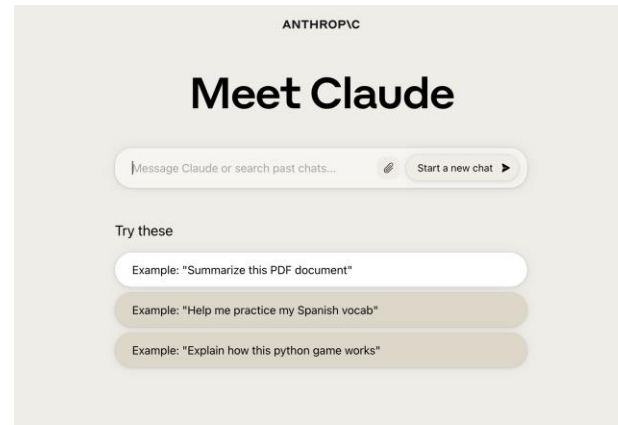 ANTHROP\C
Meet Claude
Message Claude or search past chats...
Start a new chat
Try these
Example: "Summarize this PDF document"
Example: "Help me practice my Spanish vocab"
Example: "Explain how this python game works"